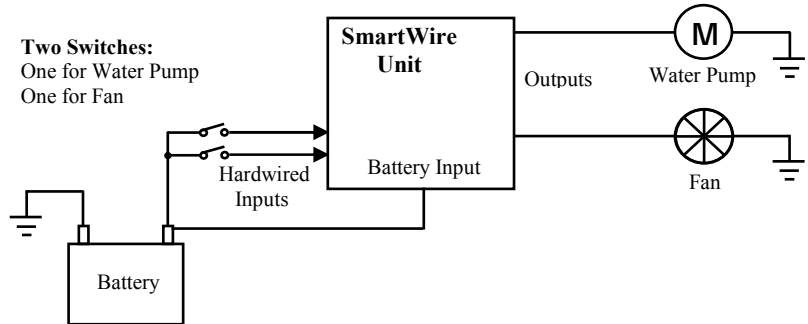 Two Switches:
One for Water Pump
One for Fan
SmartWire
Unit
M
Water Pump
Outputs
Hardwired
Inputs
Battery Input
Fan
Battery